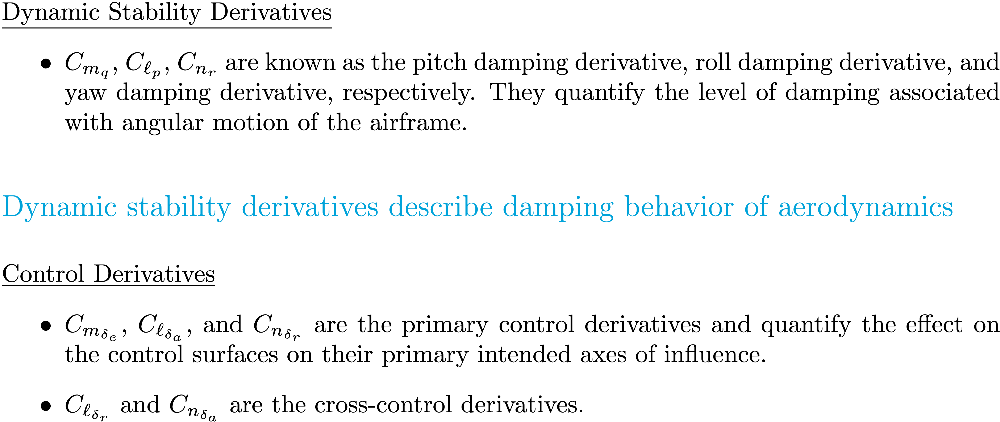 Dynamic Stability Derivatives
• $C_{m_q}$, $C_{\ell_p}$, $C_{n_r}$ are known as the pitch damping derivative, roll damping derivative, and
yaw damping derivative, respectively. They quantify the level of damping associated
with angular motion of the airframe.
Dynamic stability derivatives describe damping behavior of aerodynamics
Control Derivatives
• $C_{m_{\delta_e}}$, $C_{\ell_{\delta_a}}$, and $C_{n_{\delta_r}}$ are the primary control derivatives and quantify the effect on
the control surfaces on their primary intended axes of influence.
• $C_{\ell_{\delta_r}}$ and $C_{n_{\delta_a}}$ are the cross-control derivatives.